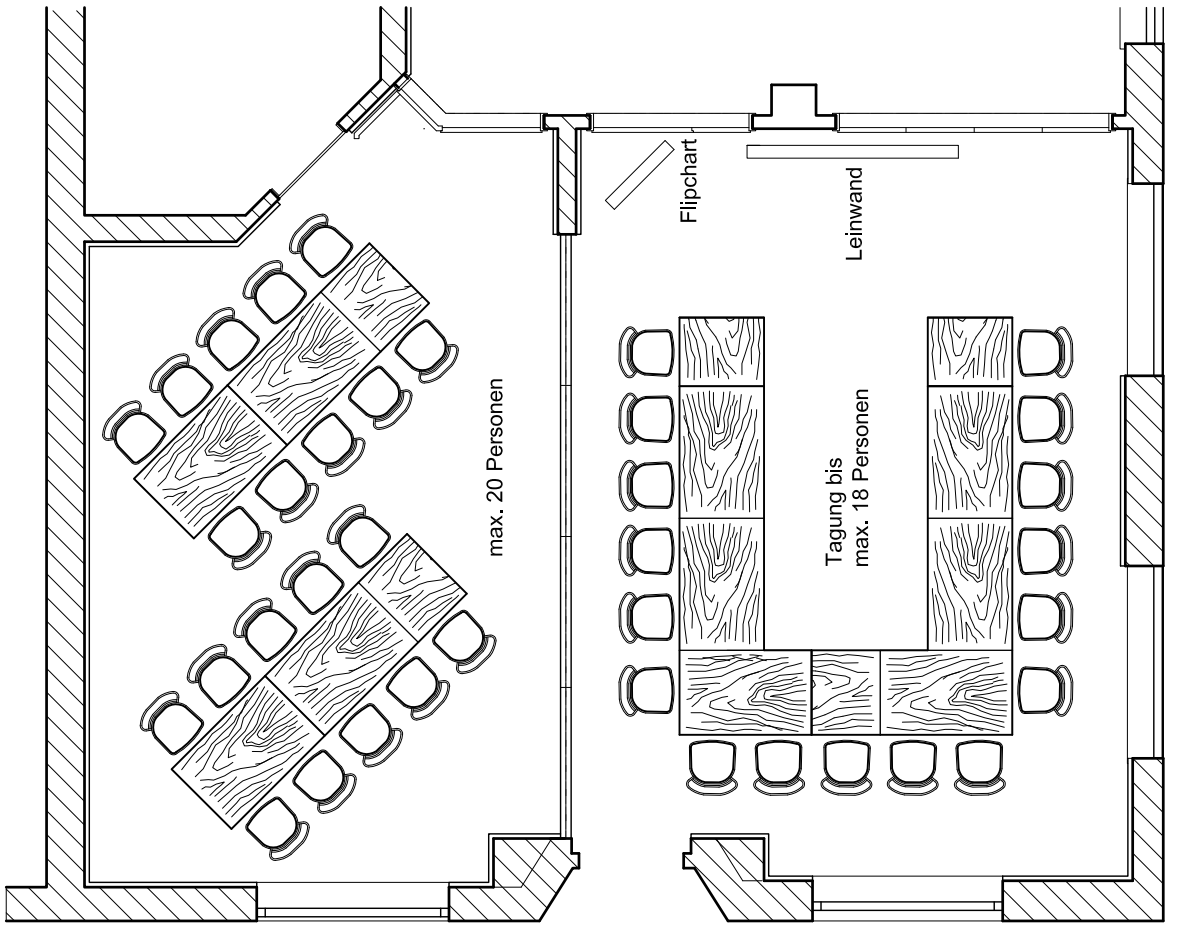 Flipchart
Leinwand
max. 20 Personen
Tagung bis
max. 18 Personen